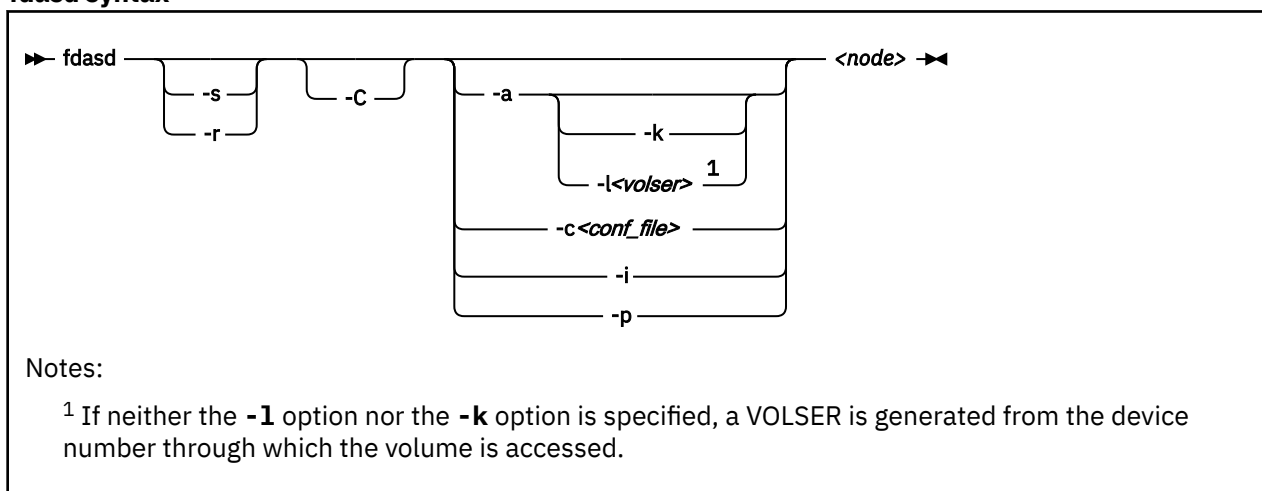 fdasd syntax
fdasd
<node>
-s
-C
-a
-r
-k
-l<volser>
1
-c<conf_file>
-i
-p
Notes:
1 If neither the -l option nor the -k option is specified, a VOLSER is generated from the device
number through which the volume is accessed.